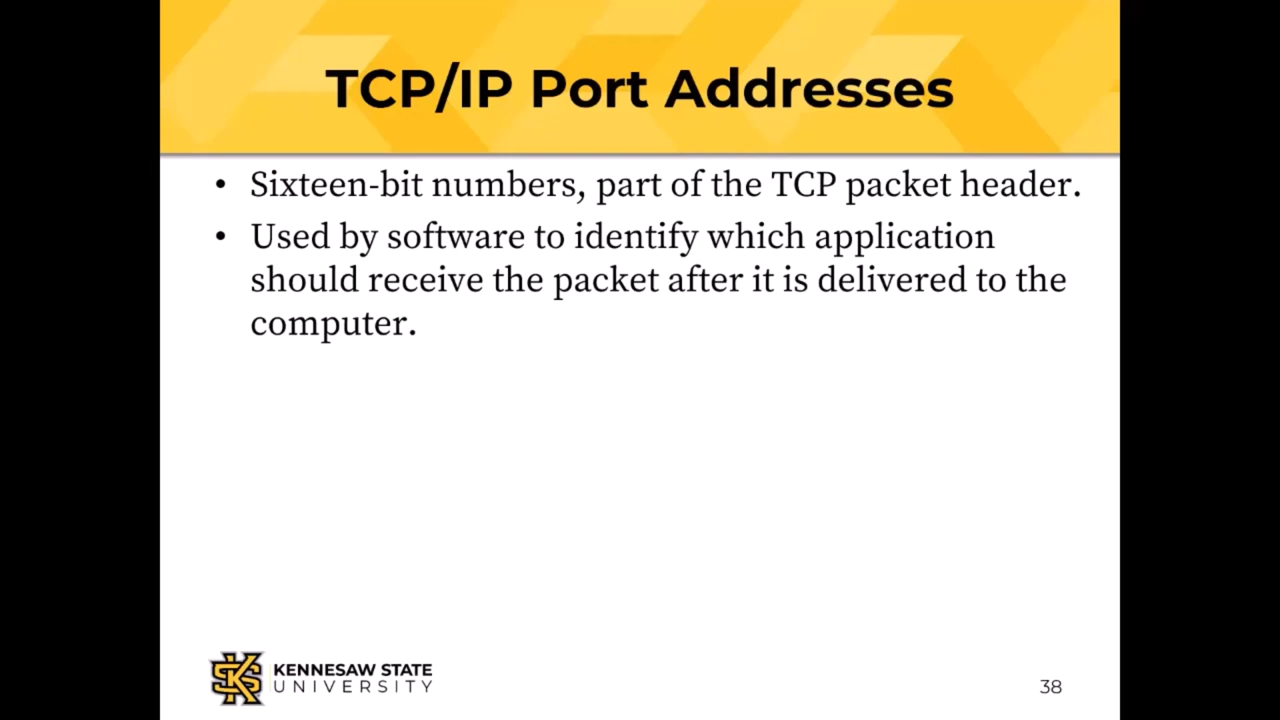 TCP/IP Port Addresses
• Sixteen-bit numbers, part of the TCP packet header.
• Used by software to identify which application
should receive the packet after it is delivered to the
computer.
KS
KENNESAW STATE
UNIVERSITY
38